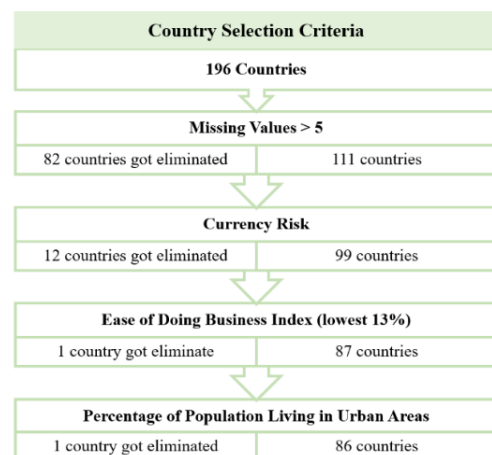 Country Selection Criteria
196 Countries
Missing Values > 5
82 countries got eliminated 111 countries
Currency Risk
12 countries got eliminated 99 countries
Ease of Doing Business Index (lowest 13%)
1 country got eliminate 87 countries
Percentage of Population Living in Urban Areas
1 country got eliminated 86 countries